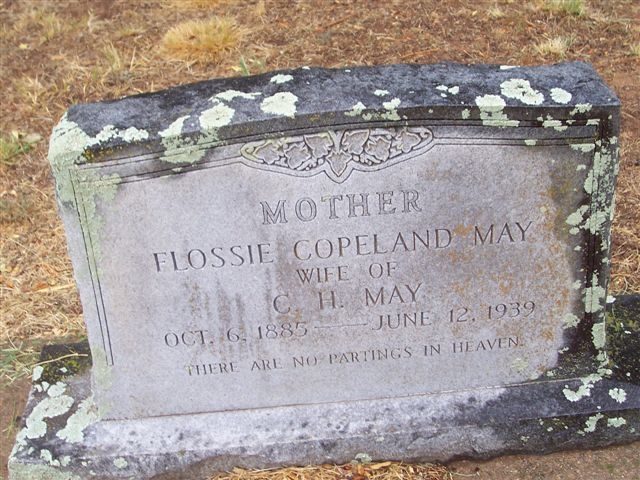 MOTHER
FLOSSIE COPELAND MAY
WIFE OF
C. H. MAY
OCT. 6, 1885 — JUNE 12, 1939
THERE ARE NO PARTINGS IN HEAVEN.